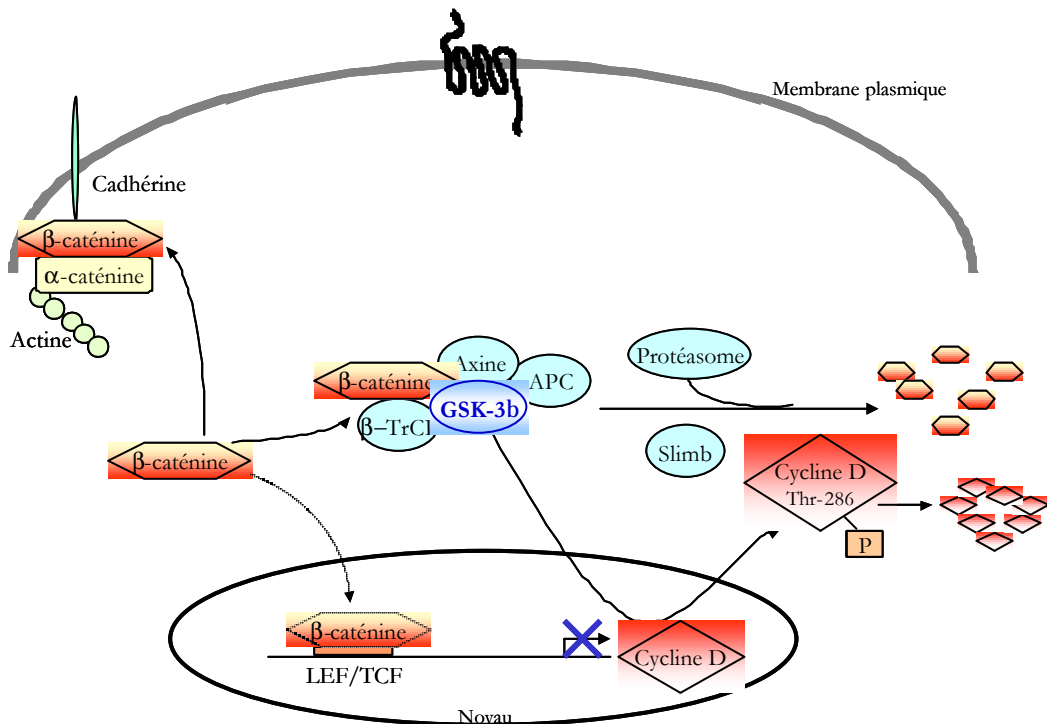 Membrane plasmique
Cadhérine
β-caténine
α-caténine
Actine
Axine
Protéasome
β-caténine
APC
GSK-3b
β–TrCP
Slimb
β-caténine
Cycline D
Thr-286
P
β-caténine
Cycline D
LEF/TCF
Noyau